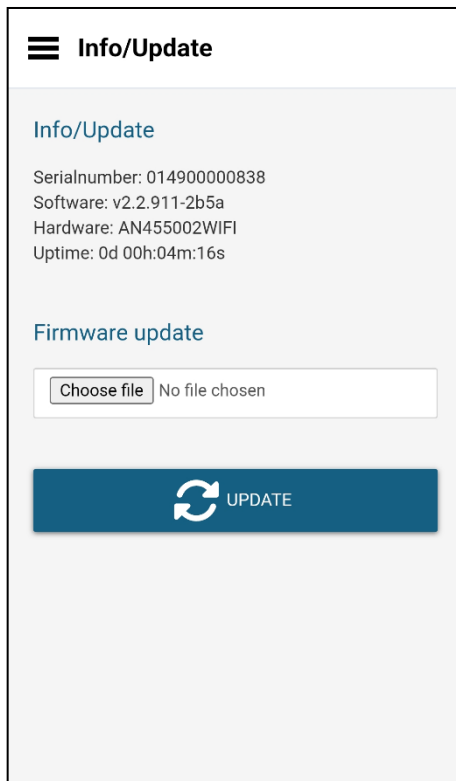 Info/Update
Info/Update
Serialnumber: 014900000838
Software: v2.2.911-2b5a
Hardware: AN455002WIFI
Uptime: 0d 00h:04m:16s
Firmware update
Choose file No file chosen
UPDATE